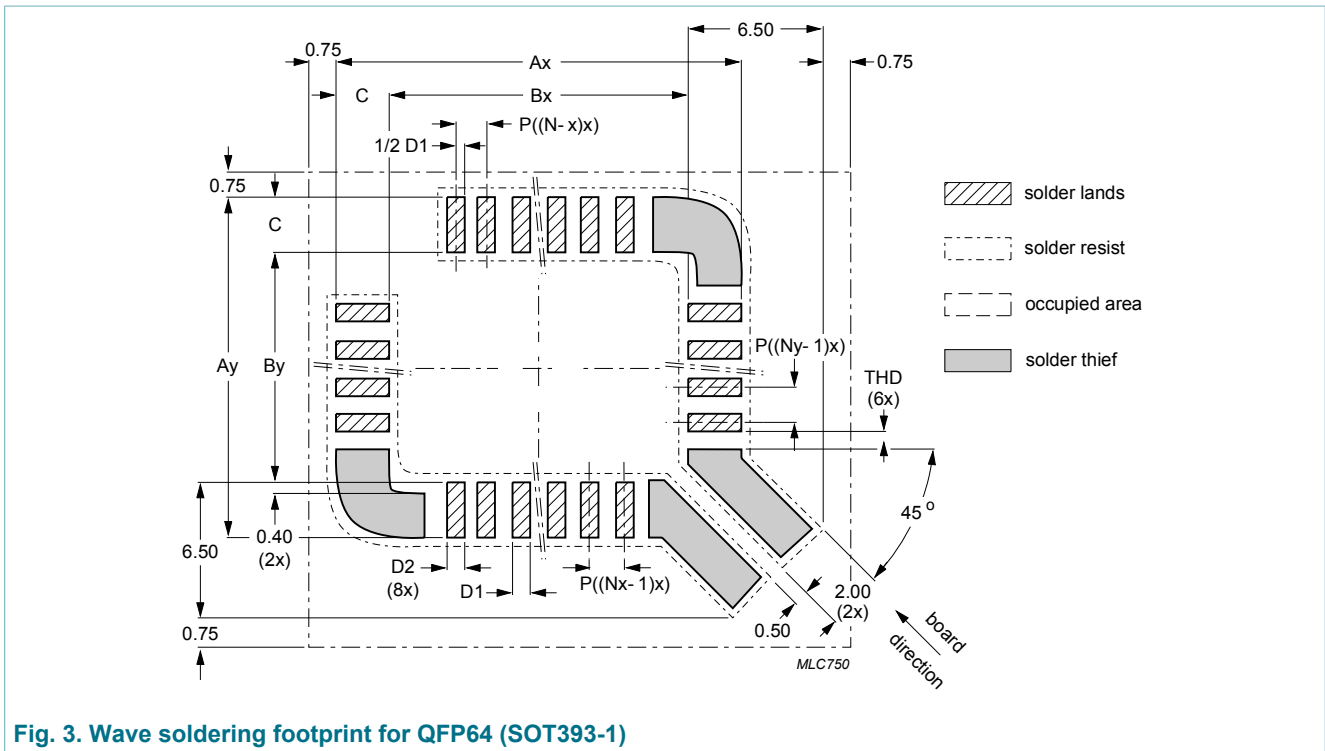 6.50
0.75
Ax
0.75
C
Bx
P((N- x)x)
1/2 D1
0.75
C
solder lands
solder resist
occupied area
solder thief
P((Ny- 1)x)
Ay
By
THD
(6x)
45 o
6.50
0.40
(2x)
D2
(8x)
D1
P((Nx- 1)x)
2.00
(2x)
0.50
board
direction
0.75
MLC750
Fig. 3. Wave soldering footprint for QFP64 (SOT393-1)